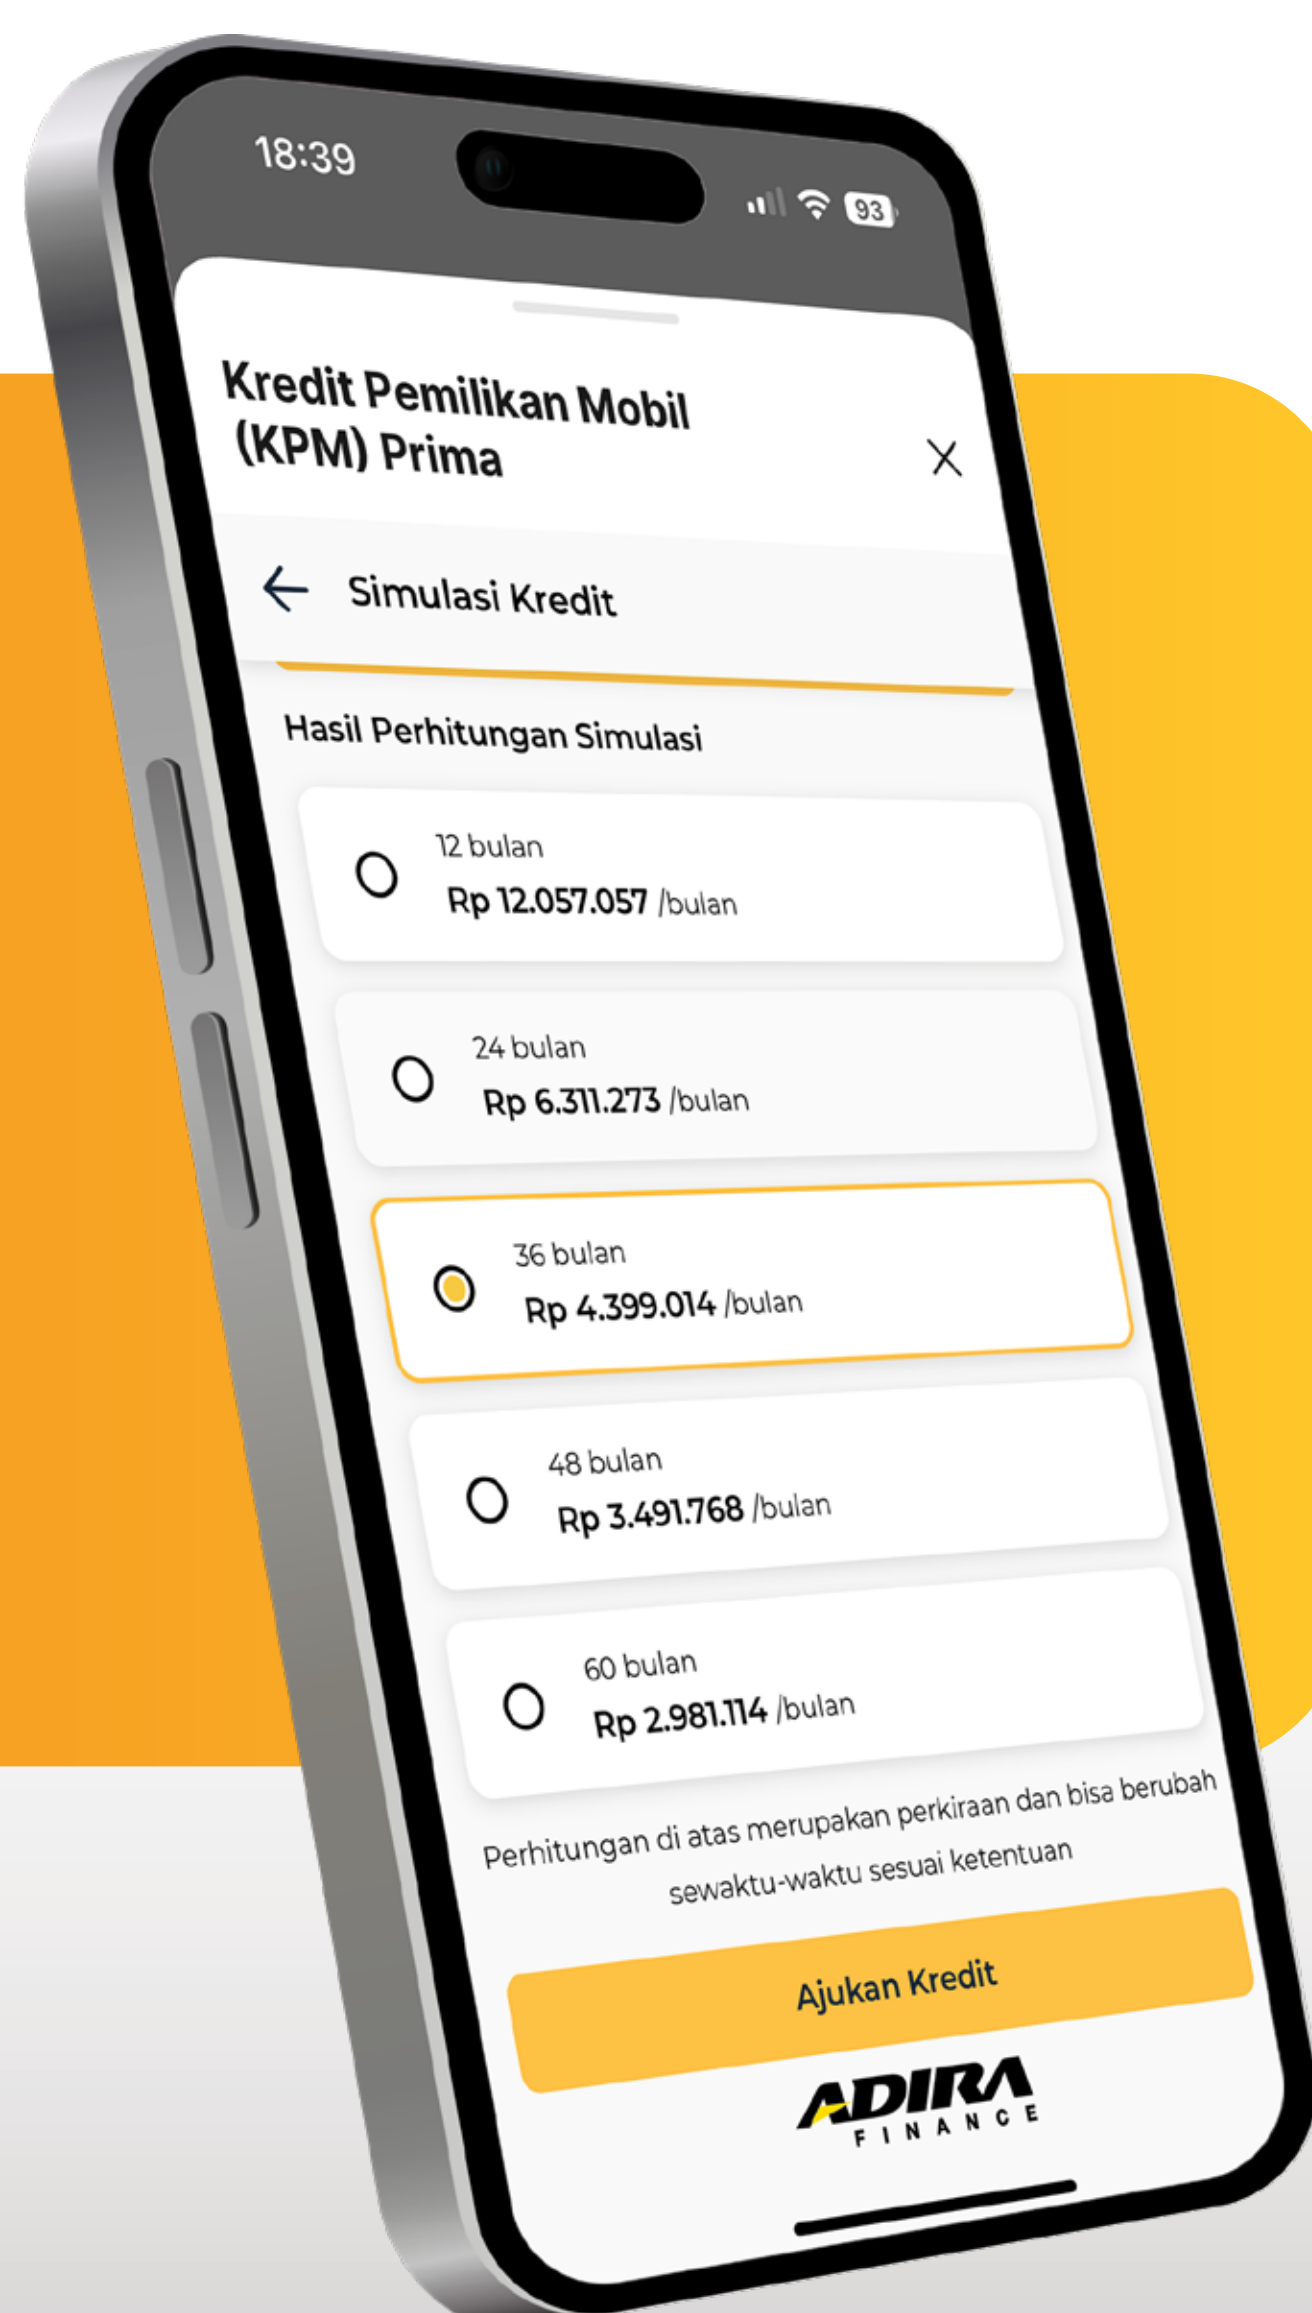 18:39
93
Kredit Pemilikan Mobil
(KPM) Prima
Simulasi Kredit
Hasil Perhitungan Simulasi
12 bulan
Rp 12.057.057 /bulan
24 bulan
Rp 6.311.273 /bulan
36 bulan
Rp 4.399.014 /bulan
48 bulan
Rp 3.491.768 /bulan
60 bulan
Rp 2.981.114 /bulan
Perhitungan di atas merupakan perkiraan dan bisa berubah
sewaktu-waktu sesuai ketentuan
Ajukan Kredit
ADIRA
FINANCE